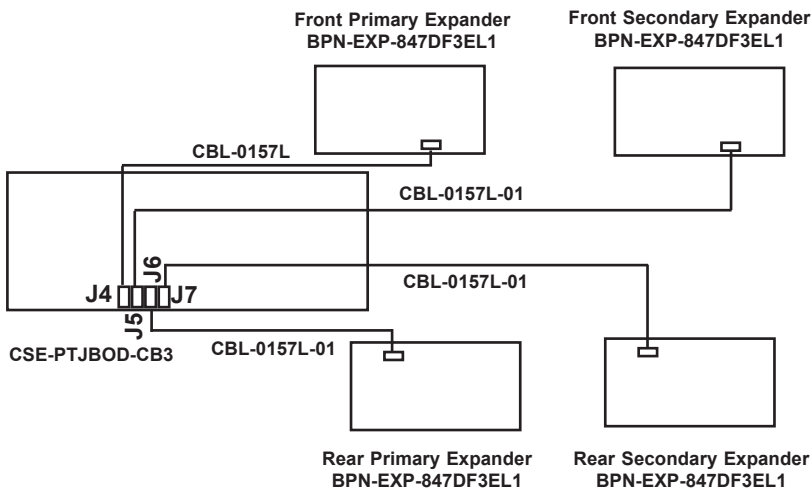 Front Primary Expander
BPN-EXP-847DF3EL1
Front Secondary Expander
BPN-EXP-847DF3EL1
CBL-0157L
CBL-0157L-01
J6
CBL-0157L-01
J4
J7
J5
CSE-PTJBOD-CB3
CBL-0157L-01
Rear Primary Expander
BPN-EXP-847DF3EL1
Rear Secondary Expander
BPN-EXP-847DF3EL1